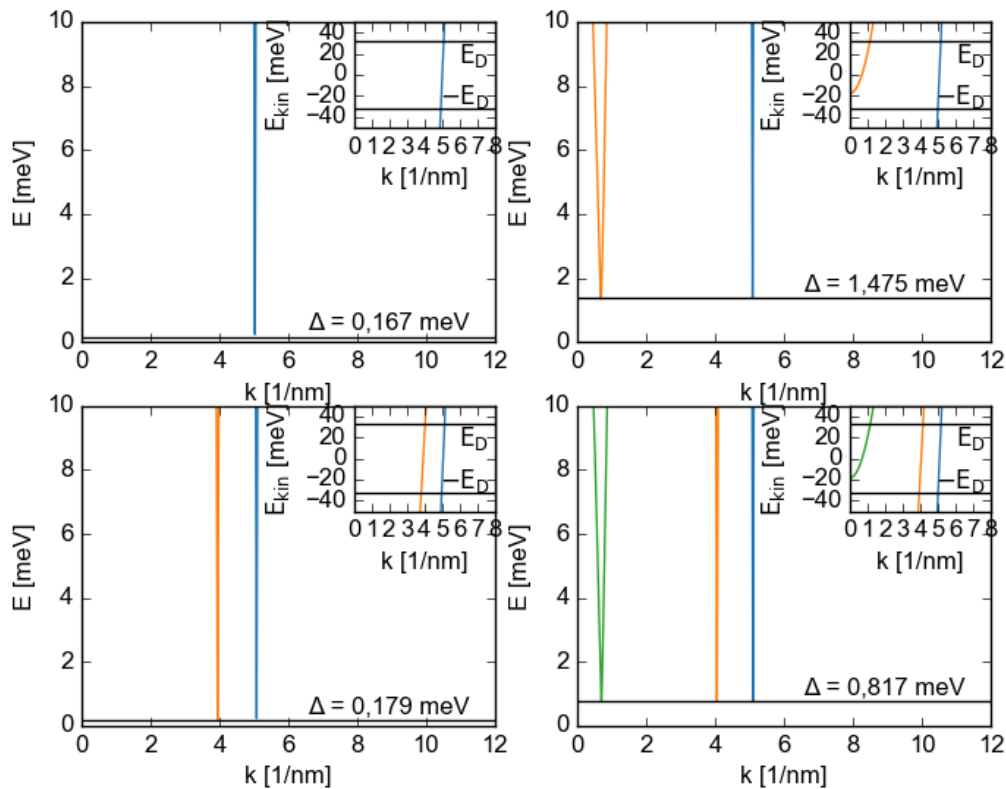 E [meV]
10
8
6
4
2
0
0 2 4 6 8 10 12
k [1/nm]
Δ = 0,167 meV
E_kin [meV]
40
20
0
−20
−40
E_D
−E_D
0 1 2 3 4 5 6 7 8
k [1/nm]
E [meV]
10
8
6
4
2
0
0 2 4 6 8 10 12
k [1/nm]
Δ = 1,475 meV
E_kin [meV]
40
20
0
−20
−40
E_D
−E_D
0 1 2 3 4 5 6 7 8
k [1/nm]
E [meV]
10
8
6
4
2
0
0 2 4 6 8 10 12
k [1/nm]
Δ = 0,179 meV
E_kin [meV]
40
20
0
−20
−40
E_D
−E_D
0 1 2 3 4 5 6 7 8
k [1/nm]
E [meV]
10
8
6
4
2
0
0 2 4 6 8 10 12
k [1/nm]
Δ = 0,817 meV
E_kin [meV]
40
20
0
−20
−40
E_D
−E_D
0 1 2 3 4 5 6 7 8
k [1/nm]